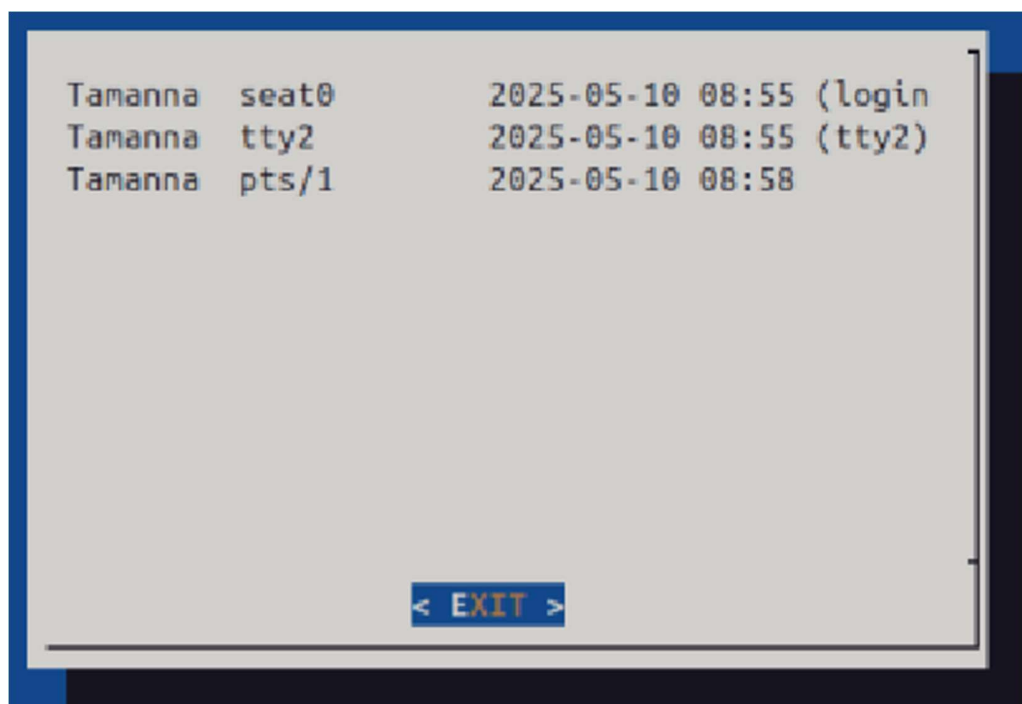 Tamanna seat0 2025-05-10 08:55 (login
Tamanna tty2 2025-05-10 08:55 (tty2)
Tamanna pts/1 2025-05-10 08:58
< EXIT >